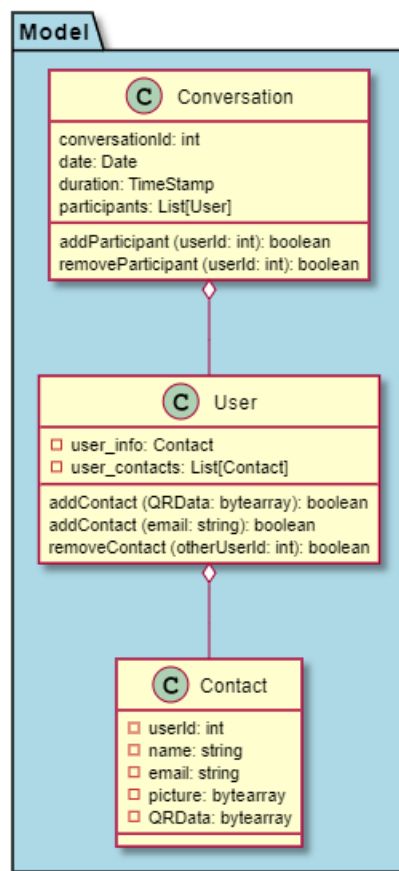 Model
C Conversation
conversationId: int
date: Date
duration: TimeStamp
participants: List[User]
addParticipant (userId: int): boolean
removeParticipant (userId: int): boolean
C User
user_info: Contact
user_contacts: List[Contact]
addContact (QRData: bytearray): boolean
addContact (email: string): boolean
removeContact (otherUserId: int): boolean
C Contact
userId: int
name: string
email: string
picture: bytearray
QRData: bytearray